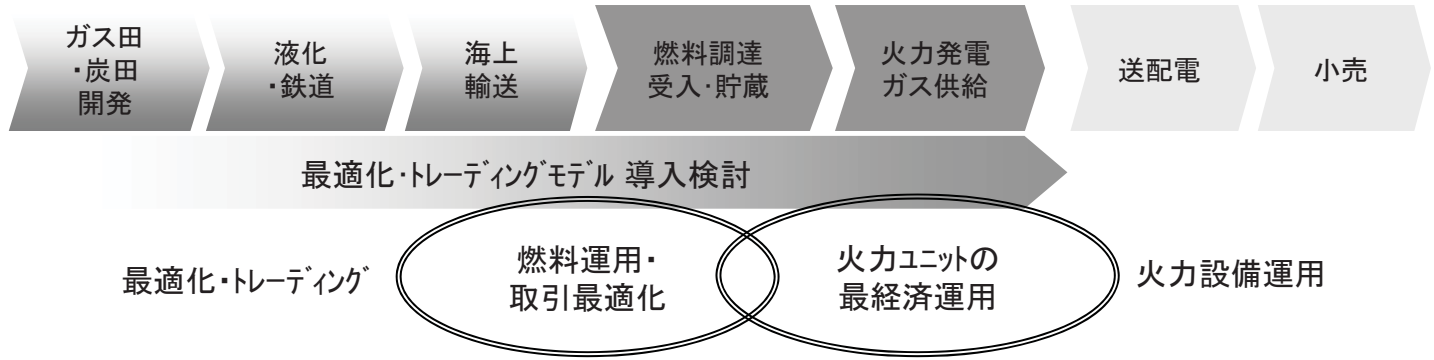 ガス田
・炭田
開発
液化
・鉄道
海上
輸送
燃料調達
受入・貯蔵
火力発電
ガス供給
送配電
小売
最適化・ﾄﾚｰﾃﾞｨﾝｸﾞﾓﾃﾞﾙ 導入検討
最適化・ﾄﾚｰﾃﾞｨﾝｸﾞ
燃料運用・
取引最適化
火力ﾕﾆｯﾄの
最経済運用
火力設備運用